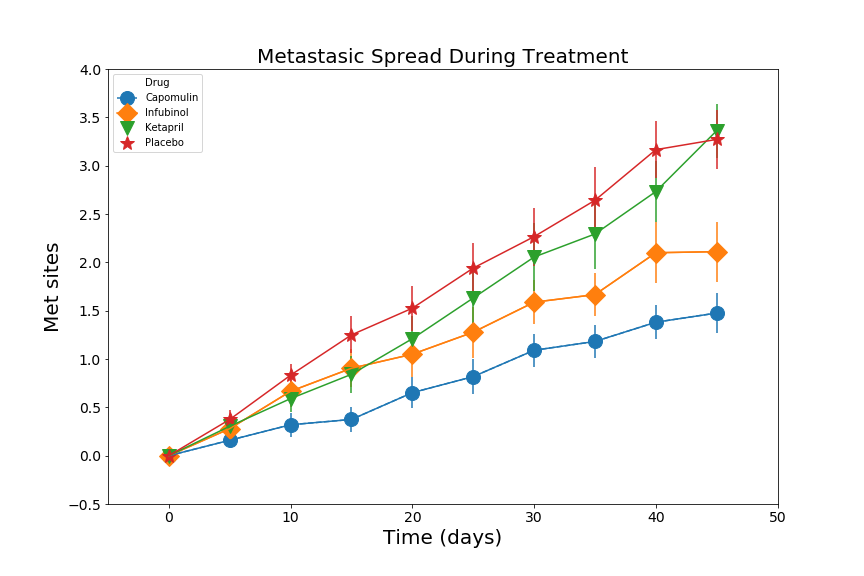 Metastasic Spread During Treatment
Drug
Capomulin
Infubinol
Ketapril
Placebo
4.0
3.5
3.0
2.5
2.0
1.5
1.0
0.5
0.0
−0.5
Met sites
0 10 20 30 40 50
Time (days)